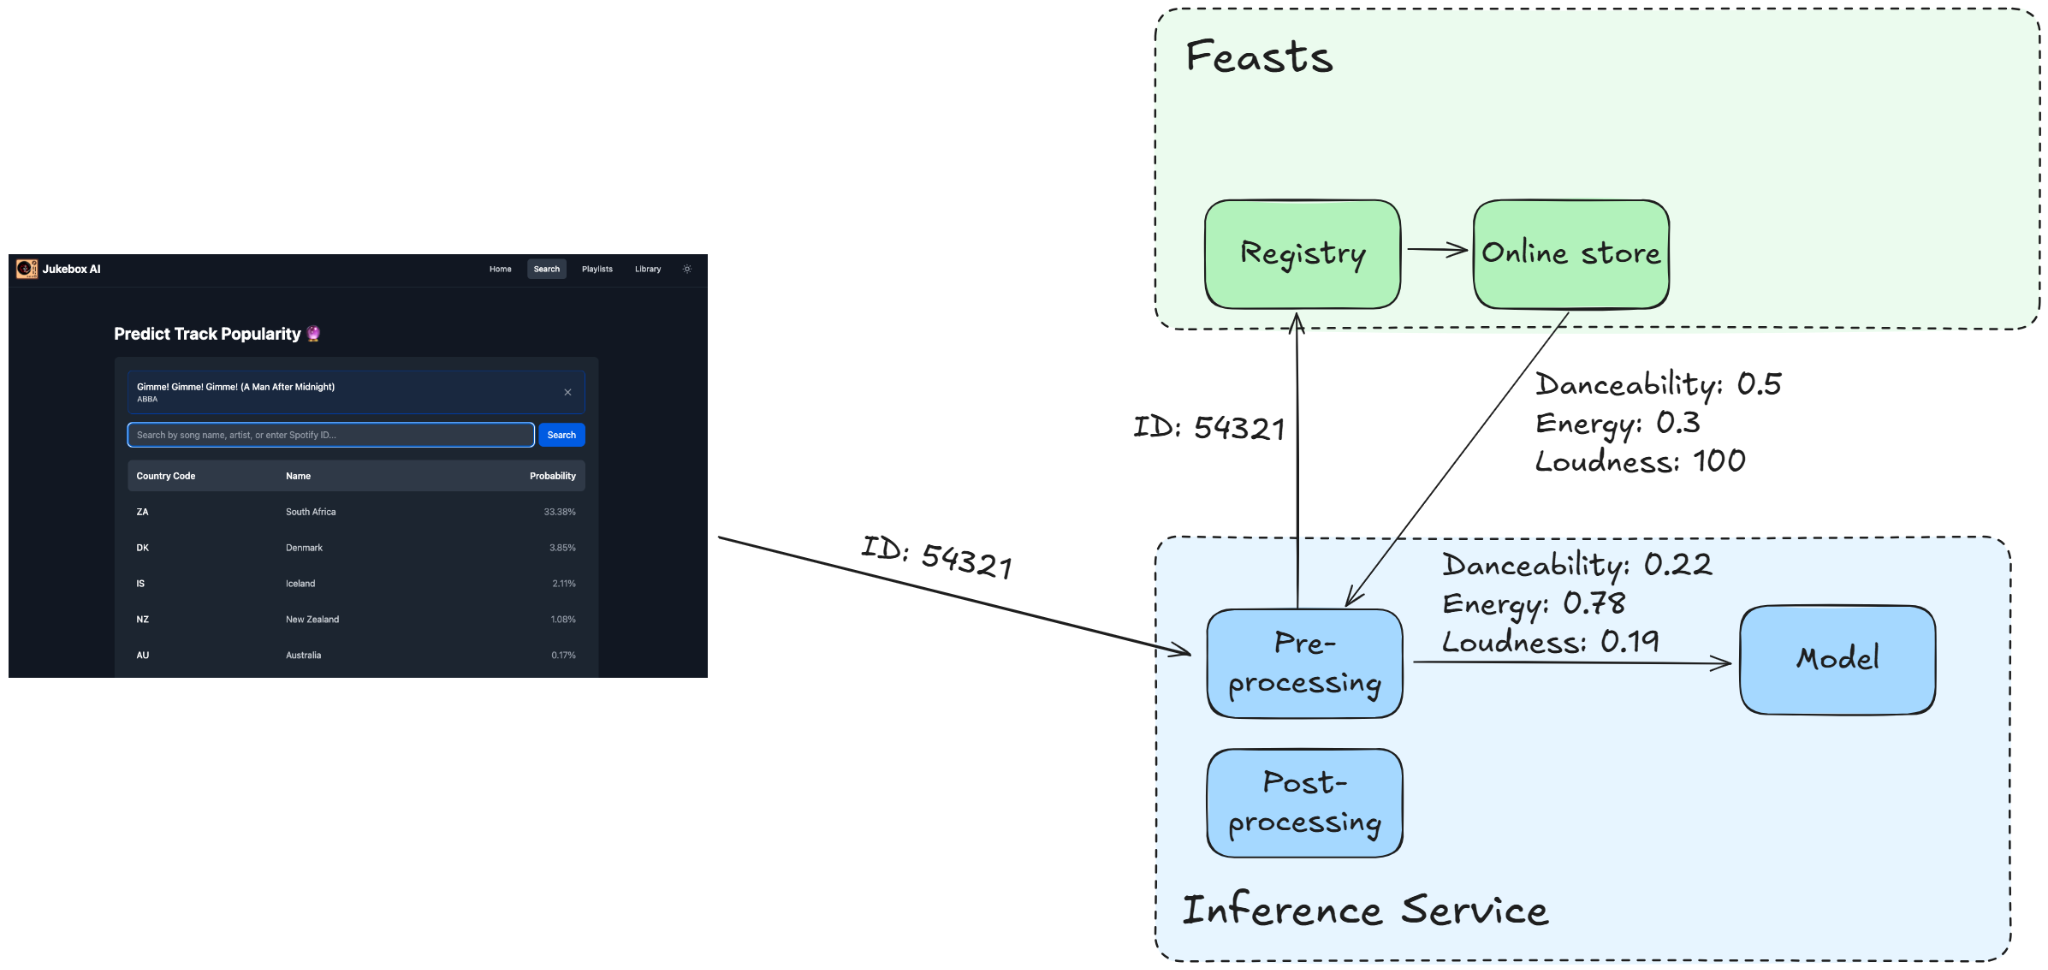 Jukebox AI
Home Search Playlists Library
Predict Track Popularity 🔮
Gimme! Gimme! Gimme! (A Man After Midnight)
ABBA
Search by song name, artist, or enter Spotify ID...
Search
Country Code Name Probability
ZA South Africa 33.38%
DK Denmark 3.85%
IS Iceland 2.11%
NZ New Zealand 1.08%
AU Australia 0.17%
ID: 54321
Feasts
Registry
Online store
ID: 54321
Danceability: 0.5
Energy: 0.3
Loudness: 100
Danceability: 0.22
Energy: 0.78
Loudness: 0.19
Pre-
processing
Model
Post-
processing
Inference Service